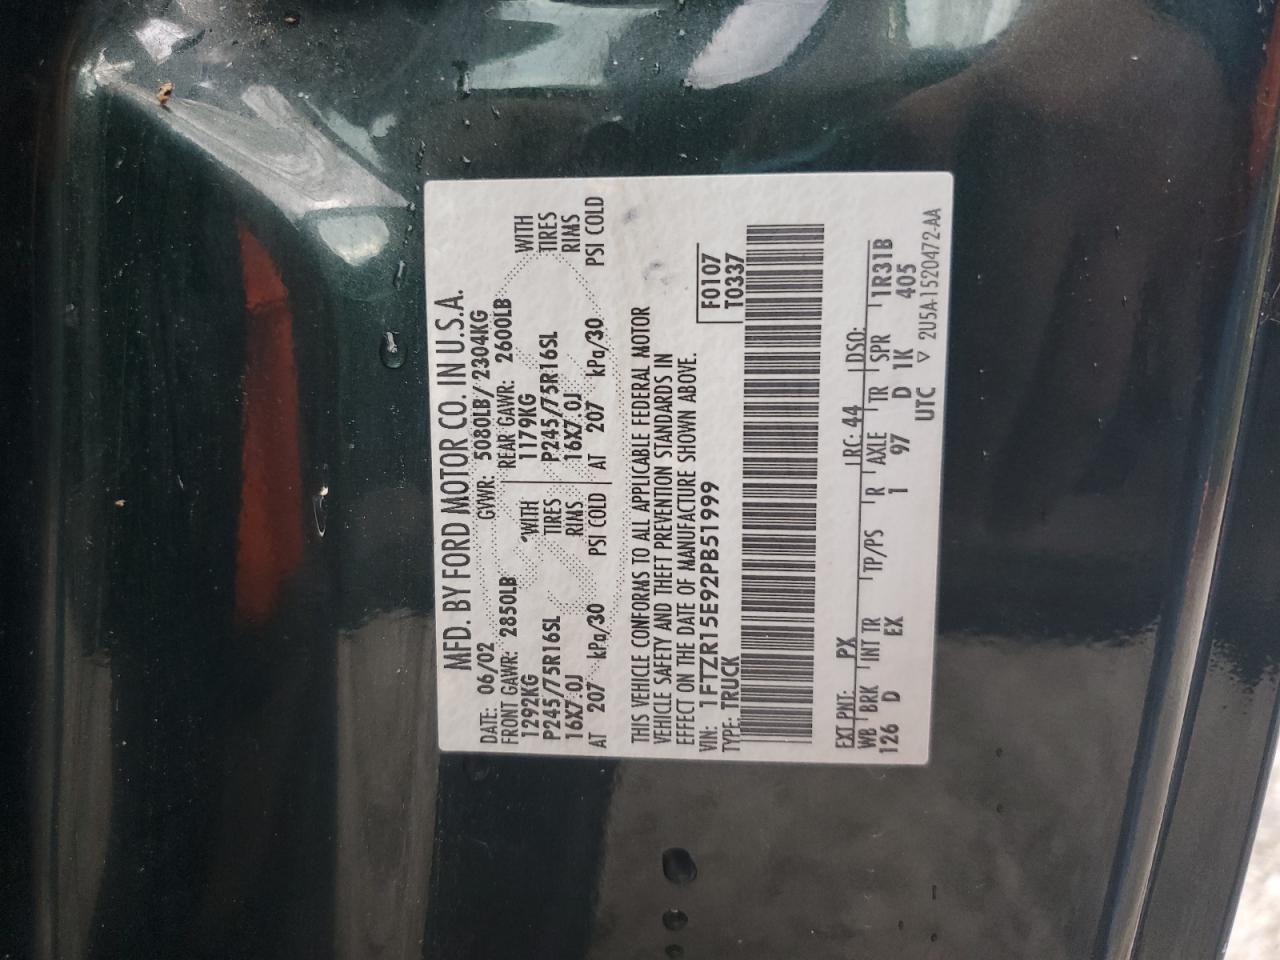 MFD. BY FORD MOTOR CO. IN U.S.A.
DATE: 06/02 GVWR: 5080LB/ 2304KG
FRONT GAWR: 2850LB REAR GAWR: 2600LB
1292KG WITH 1179KG WITH
P245/75R16SL TIRES P245/75R16SL TIRES
16X7.0J RIMS 16X7.0J RIMS
AT 207 kPa/30 PSI COLD AT 207 kPa/30 PSI COLD
THIS VEHICLE CONFORMS TO ALL APPLICABLE FEDERAL MOTOR
VEHICLE SAFETY AND THEFT PREVENTION STANDARDS IN
EFFECT ON THE DATE OF MANUFACTURE SHOWN ABOVE.
VIN: 1FTZR15E92PB51999 F0107
TYPE: TRUCK T0337
EXT PNT: PX RC: 44 DSO:
WB BRK INT TR TP/PS R AXLE TR SPR 1R31B
126 D EX 1 97 D 1K 405
UTC ▽ 2U5A-1520472-AA